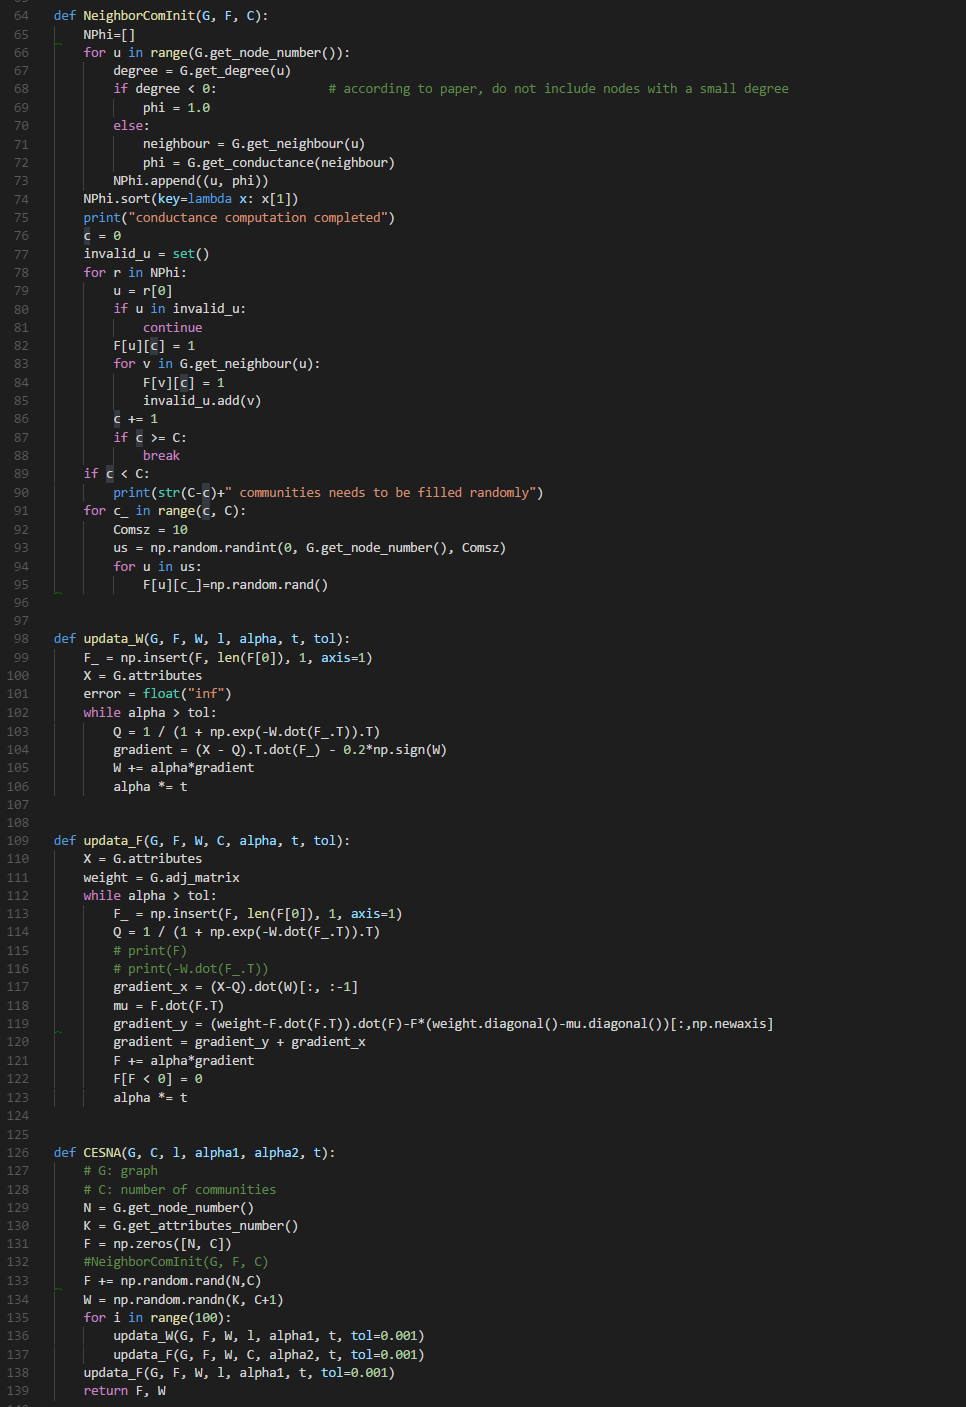 64 def NeighborComInit(G, F, C):
65     NPhi=[]
66     for u in range(G.get_node_number()):
67         degree = G.get_degree(u)
68         if degree < 0:               # according to paper, do not include nodes with a small degree
69             phi = 1.0
70         else:
71             neighbour = G.get_neighbour(u)
72             phi = G.get_conductance(neighbour)
73         NPhi.append((u, phi))
74     NPhi.sort(key=lambda x: x[1])
75     print("conductance computation completed")
76     c = 0
77     invalid_u = set()
78     for r in NPhi:
79         u = r[0]
80         if u in invalid_u:
81             continue
82         F[u][c] = 1
83         for v in G.get_neighbour(u):
84             F[v][c] = 1
85             invalid_u.add(v)
86         c += 1
87         if c >= C:
88             break
89     if c < C:
90         print(str(C-c)+" communities needs to be filled randomly")
91     for c_ in range(c, C):
92         Comsz = 10
93         us = np.random.randint(0, G.get_node_number(), Comsz)
94         for u in us:
95             F[u][c_]=np.random.rand()
96
97
98 def updata_W(G, F, W, l, alpha, t, tol):
99     F_ = np.insert(F, len(F[0]), 1, axis=1)
100     X = G.attributes
101     error = float("inf")
102     while alpha > tol:
103         Q = 1 / (1 + np.exp(-W.dot(F_.T)).T)
104         gradient = (X - Q).T.dot(F_) - 0.2*np.sign(W)
105         W += alpha*gradient
106         alpha *= t
107
108
109 def updata_F(G, F, W, C, alpha, t, tol):
110     X = G.attributes
111     weight = G.adj_matrix
112     while alpha > tol:
113         F_ = np.insert(F, len(F[0]), 1, axis=1)
114         Q = 1 / (1 + np.exp(-W.dot(F_.T)).T)
115         # print(F)
116         # print(-W.dot(F_.T))
117         gradient_x = (X-Q).dot(W)[:, :-1]
118         mu = F.dot(F.T)
119         gradient_y = (weight-F.dot(F.T)).dot(F)-F*(weight.diagonal()-mu.diagonal())[:,np.newaxis]
120         gradient = gradient_y + gradient_x
121         F += alpha*gradient
122         F[F < 0] = 0
123         alpha *= t
124
125
126 def CESNA(G, C, l, alpha1, alpha2, t):
127     # G: graph
128     # C: number of communities
129     N = G.get_node_number()
130     K = G.get_attributes_number()
131     F = np.zeros([N, C])
132     #NeighborComInit(G, F, C)
133     F += np.random.rand(N,C)
134     W = np.random.randn(K, C+1)
135     for i in range(100):
136         updata_W(G, F, W, l, alpha1, t, tol=0.001)
137         updata_F(G, F, W, C, alpha2, t, tol=0.001)
138     updata_F(G, F, W, l, alpha1, t, tol=0.001)
139     return F, W